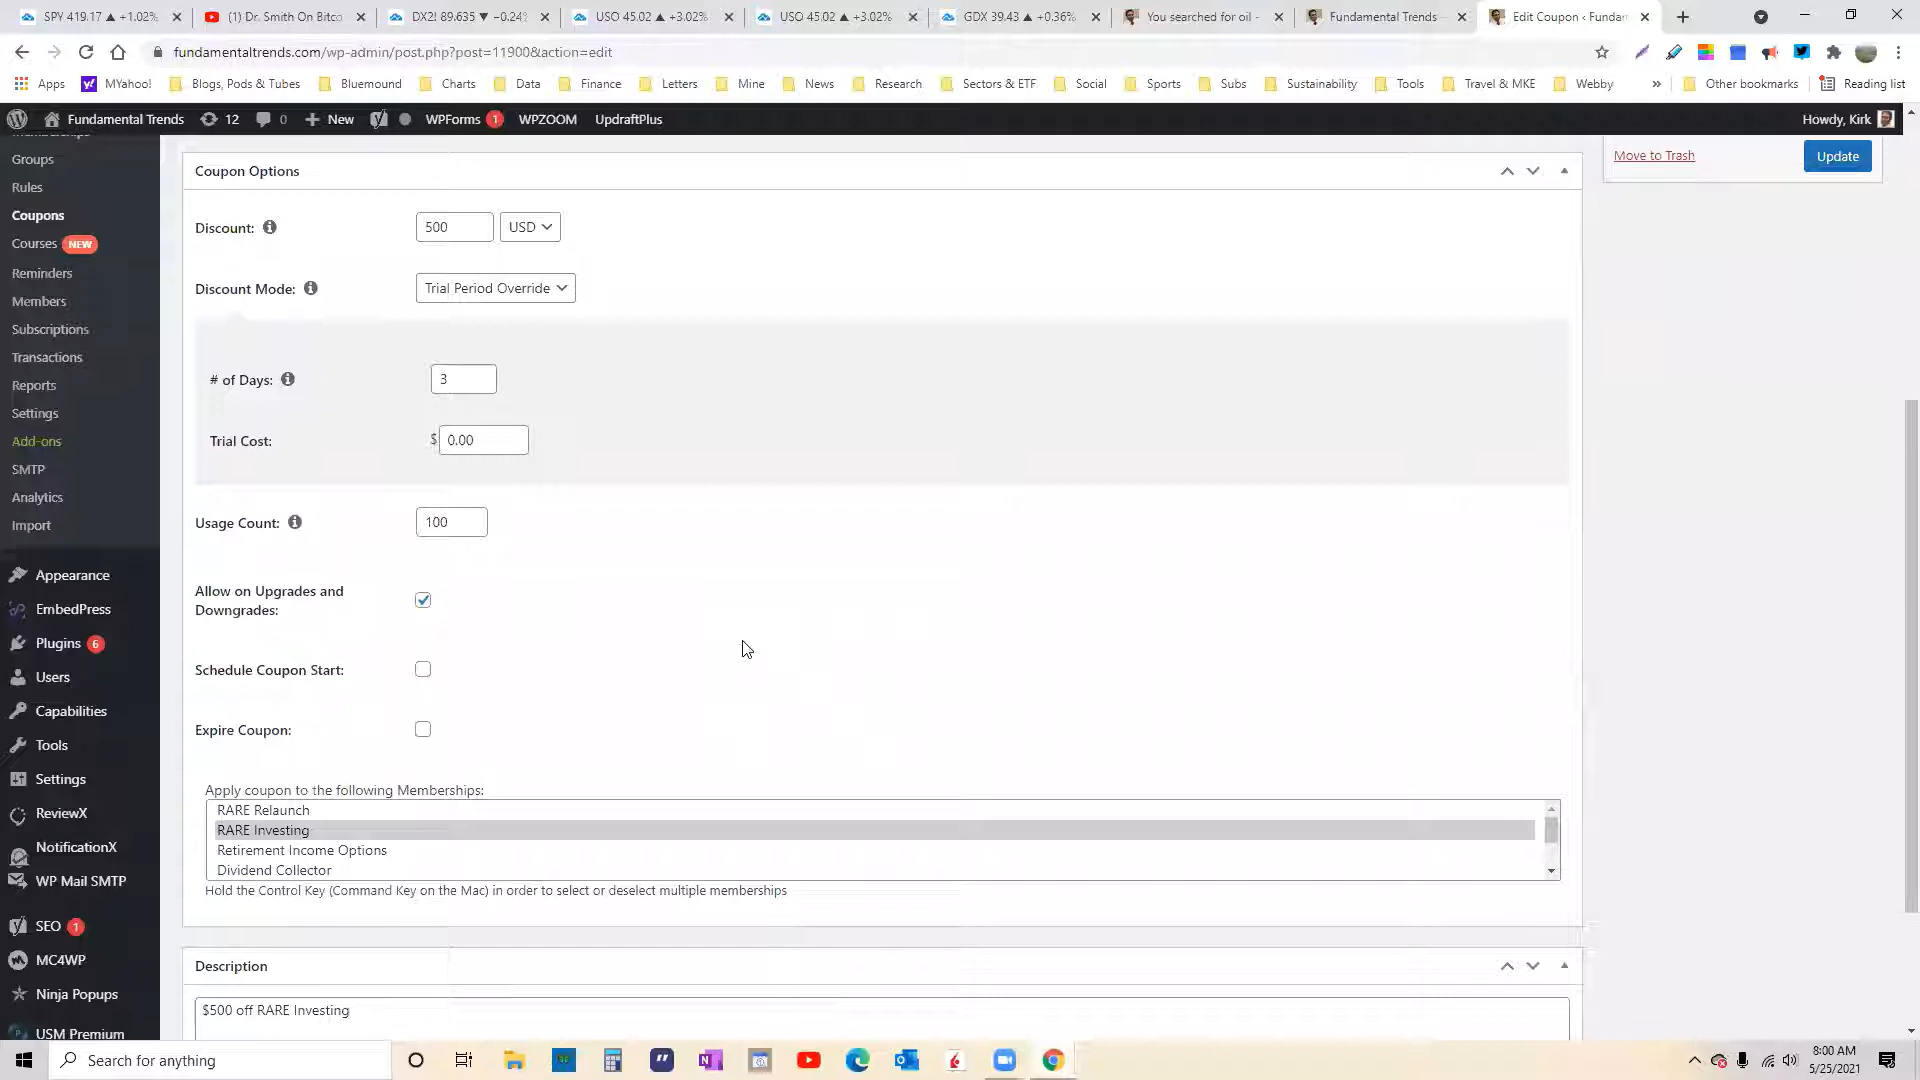 SPY 419.17 ▲ +1.02%
(1) Dr. Smith On Bitco
DX2! 89.635 ▼ −0.24%
USO 45.02 ▲ +3.02%
USO 45.02 ▲ +3.02%
GDX 39.43 ▲ +0.36%
You searched for oil -
Fundamental Trends —
Edit Coupon ‹ Fundam
fundamentaltrends.com/wp-admin/post.php?post=11900&action=edit
Apps
MYahoo!
Blogs, Pods & Tubes
Bluemound
Charts
Data
Finance
Letters
Mine
News
Research
Sectors & ETF
Social
Sports
Subs
Sustainability
Tools
Travel & MKE
Webby
»
Other bookmarks
Reading list
Fundamental Trends
12
0
New
WPForms 1
WPZOOM
UpdraftPlus
Howdy, Kirk
Memberships
Groups
Rules
Coupons
Courses NEW
Reminders
Members
Subscriptions
Transactions
Reports
Settings
Add-ons
SMTP
Analytics
Import
Appearance
EmbedPress
Plugins 6
Users
Capabilities
Tools
Settings
ReviewX
NotificationX
WP Mail SMTP
SEO 1
MC4WP
Ninja Popups
USM Premium
Move to Trash
Update
Coupon Options
Discount: 500 USD
Discount Mode: Trial Period Override
# of Days: 3
Trial Cost: $ 0.00
Usage Count: 100
Allow on Upgrades and
Downgrades:
Schedule Coupon Start:
Expire Coupon:
Apply coupon to the following Memberships:
RARE Relaunch
RARE Investing
Retirement Income Options
Dividend Collector
Hold the Control Key (Command Key on the Mac) in order to select or deselect multiple memberships
Description
$500 off RARE Investing
Search for anything
8:00 AM
5/25/2021